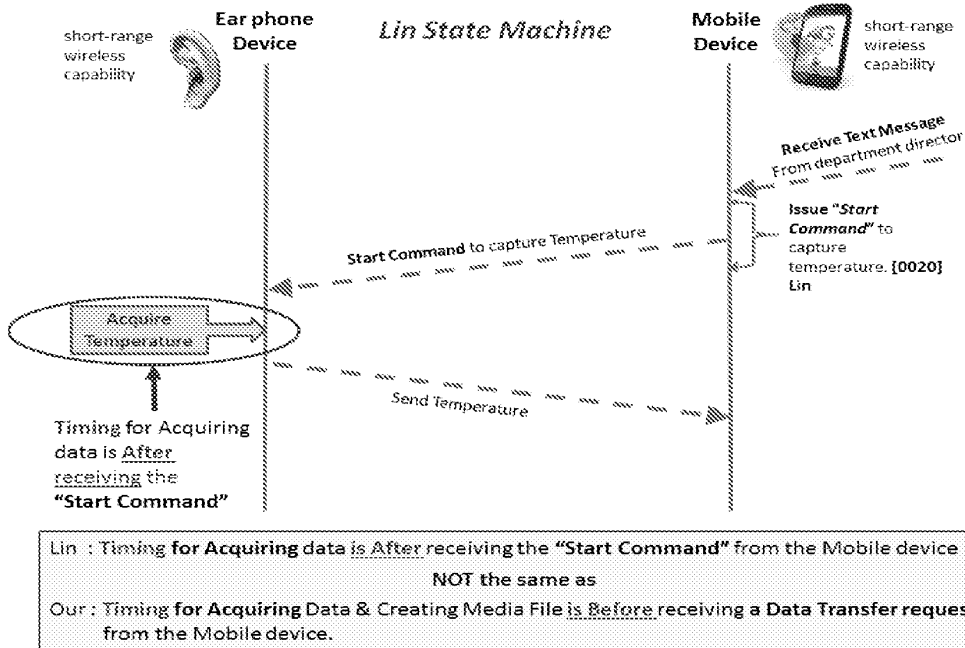 Ear phone
Device
Lin State Machine
Mobile
Device
short-range
wireless
capability
short-range
wireless
capability
Receive Text Message
From department director
Issue "Start
Command" to
capture
temperature. [0020]
Lin
Start Command to capture Temperature
Acquire
Temperature
Send Temperature
Timing for Acquiring
data is After
receiving the
"Start Command"
Lin : Timing for Acquiring data is After receiving the "Start Command" from the Mobile device
NOT the same as
Our : Timing for Acquiring Data & Creating Media File is Before receiving a Data Transfer reques
from the Mobile device.